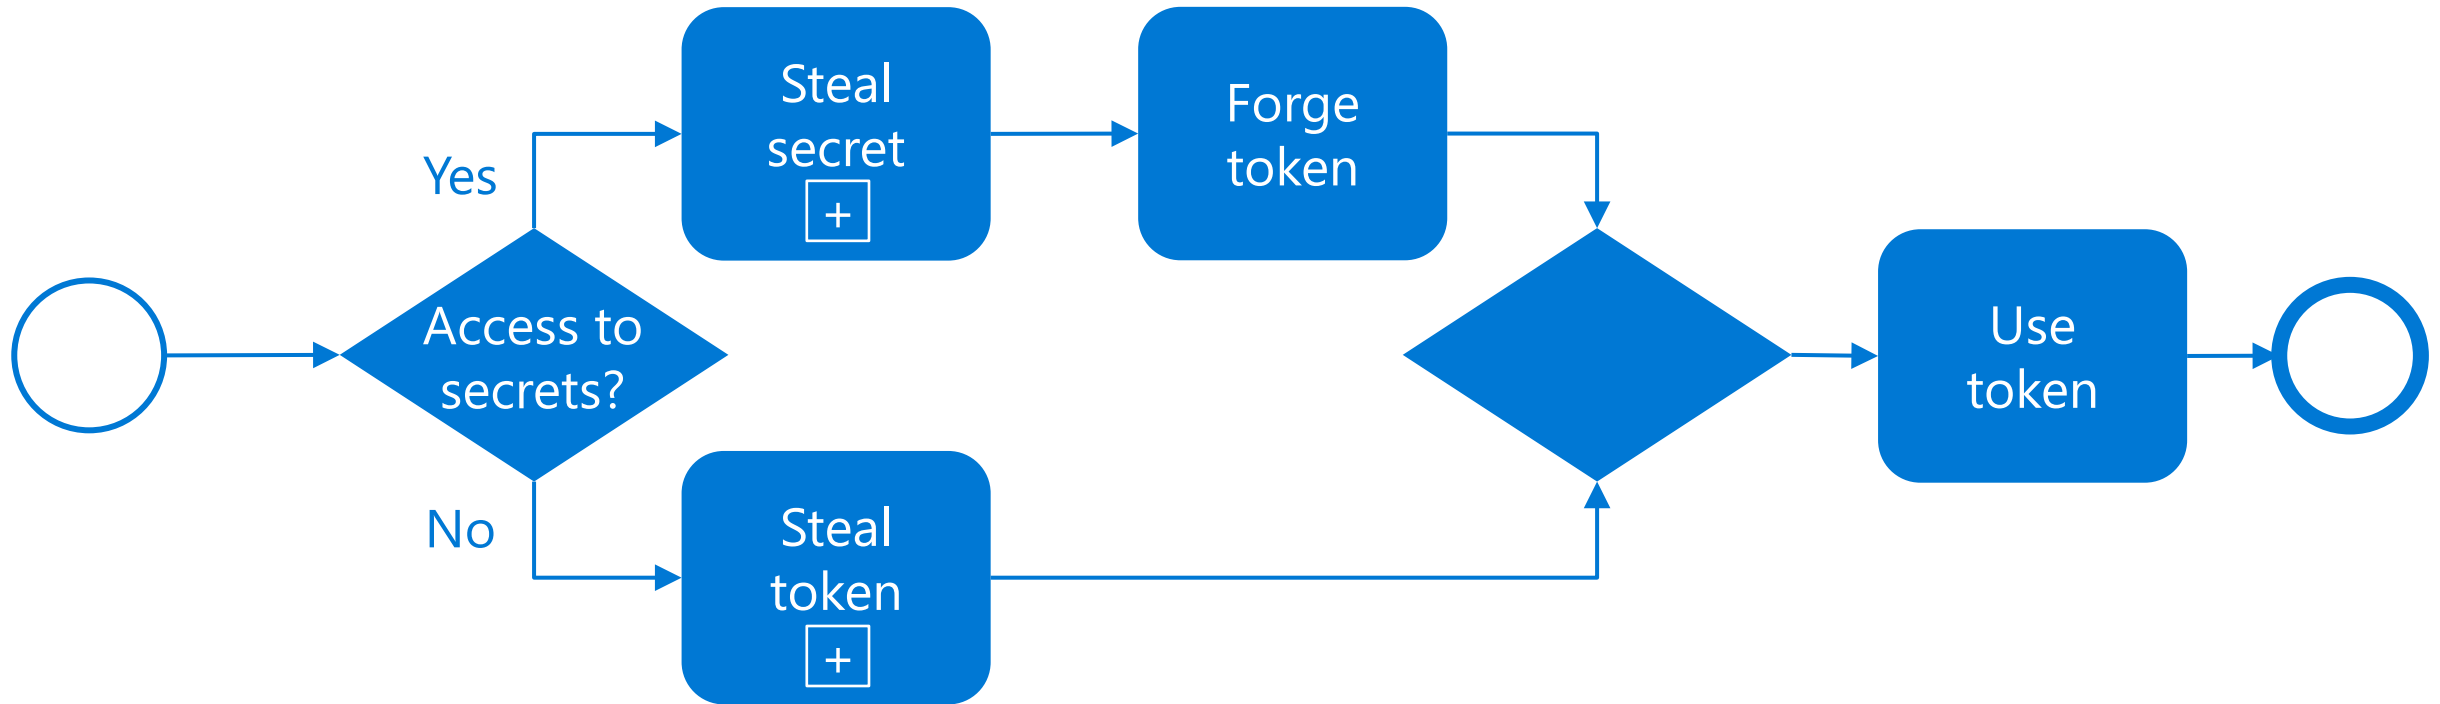 Yes
Access to
secrets?
No
Steal
secret
+
Forge
token
Steal
token
+
Use
token